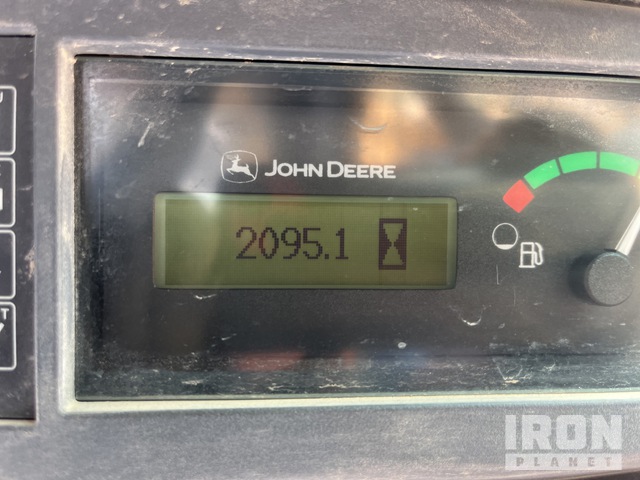 JOHN DEERE
2095.1
T
IRON
PLANET